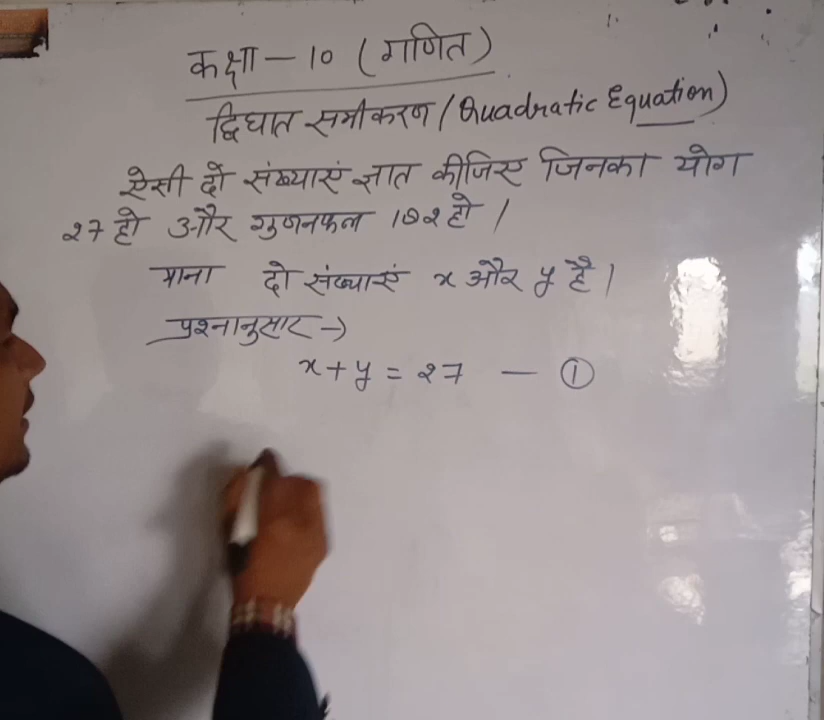 कक्षा — 10 ( गणित )
द्विघात समीकरण / Quadratic Equation )
ऐसी दो संख्याएं ज्ञात कीजिए जिनका योग
27 हो और गुणनफल 182 हो ।
माना दो संख्याएं x और y है ।
प्रश्नानुसार →
x + y = 27 — ①